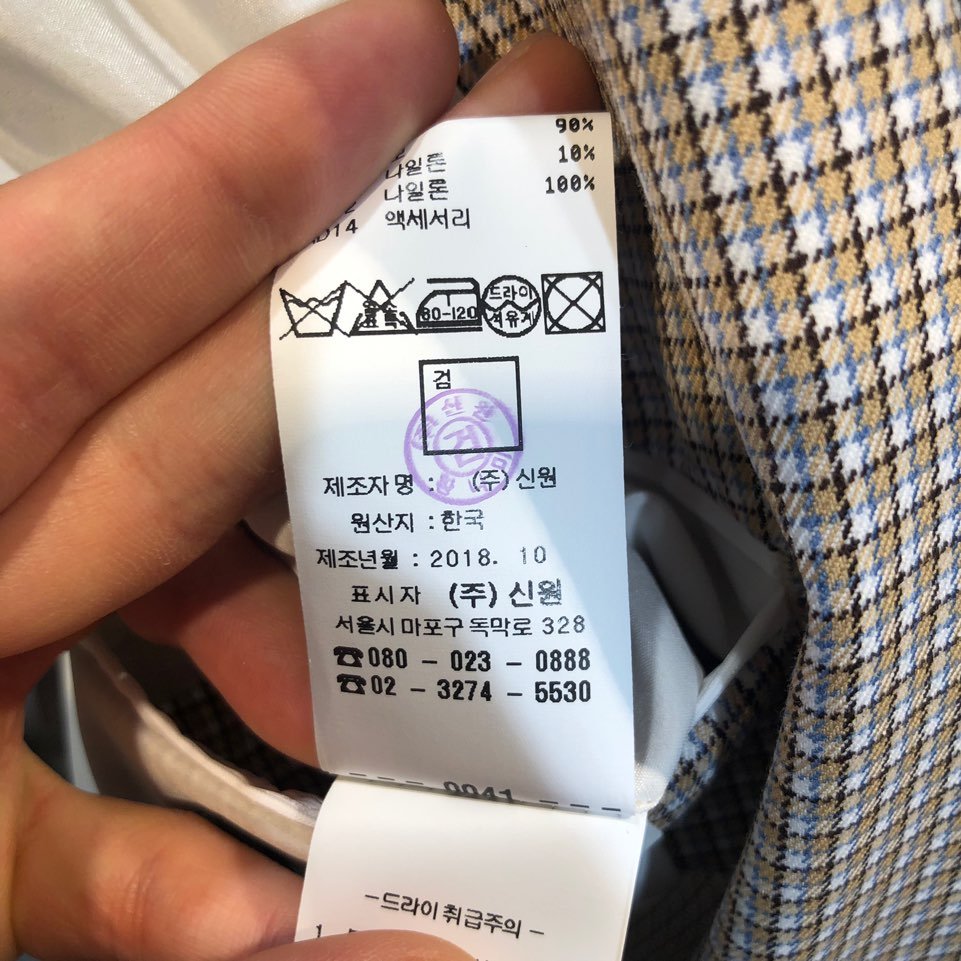 90%
나일론 10%
나일론 100%
14 액세서리
80-120 드라이 석유계
검
제조자명 : (주) 신원
원산지 : 한국
제조년월 : 2018. 10
표시자 (주) 신원
서울시 마포구 독막로 328
☎ 080 - 023 - 0888
☎ 02 - 3274 - 5530
- - - 9941 - - -
-드라이 취급주의 -
1.